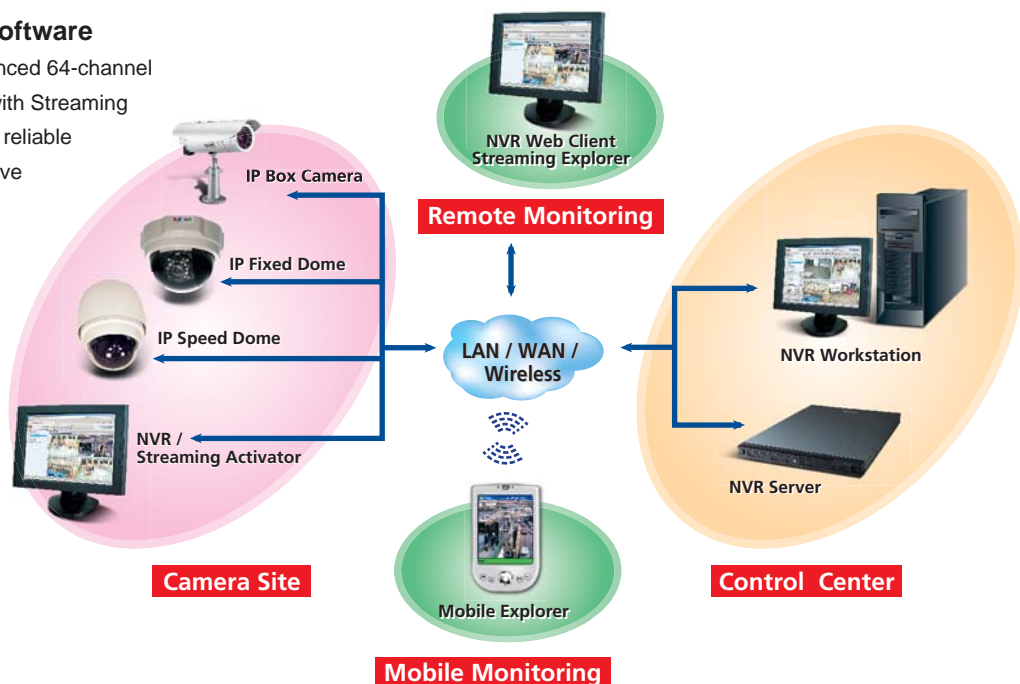 oftware
nced 64-channel
with Streaming
reliable
ve
IP Box Camera
IP Fixed Dome
IP Speed Dome
NVR /
Streaming Activator
Camera Site
NVR Web Client
Streaming Explorer
Remote Monitoring
LAN / WAN /
Wireless
Mobile Explorer
Mobile Monitoring
NVR Workstation
NVR Server
Control Center